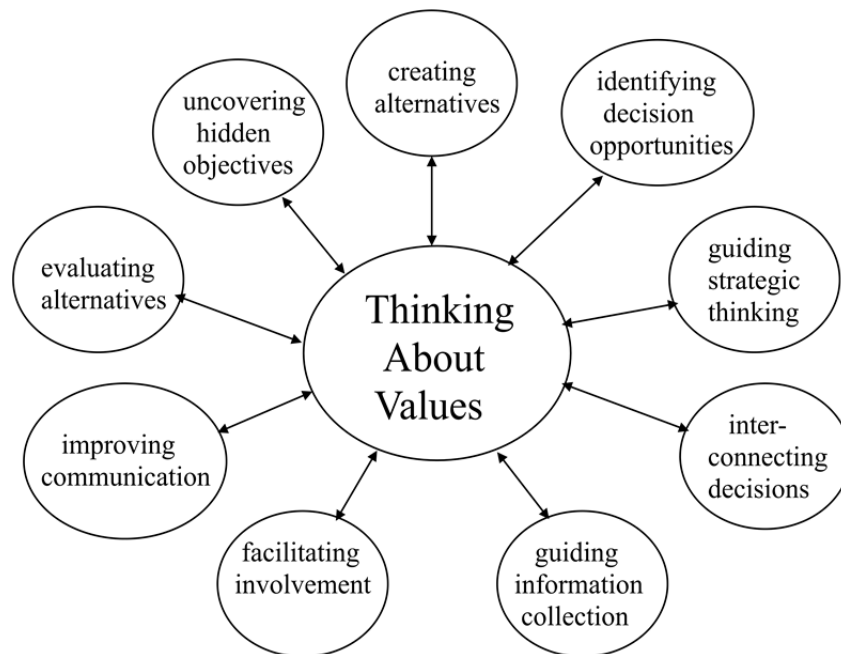 creating
alternatives
identifying
decision
opportunities
uncovering
hidden
objectives
guiding
strategic
thinking
evaluating
alternatives
Thinking
About
Values
inter-
connecting
decisions
improving
communication
facilitating
involvement
guiding
information
collection